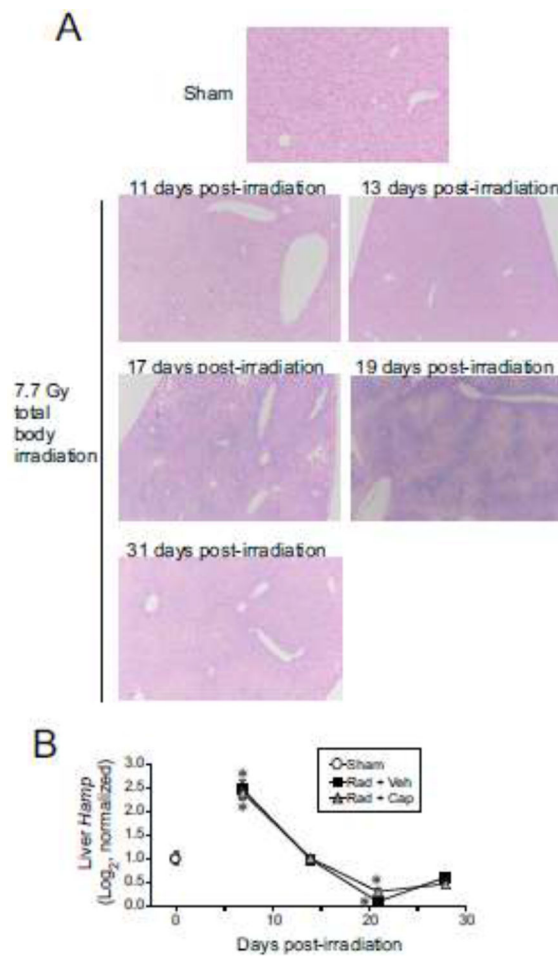 A
Sham
11 days post-irradiation
13 days post-irradiation
17 days post-irradiation
19 days post-irradiation
7.7 Gy
total
body
irradiation
31 days post-irradiation
B
Liver Hamp
(Log2, normalized)
3.0
2.5
2.0
1.5
1.0
0.5
0.0
Sham
Rad + Veh
Rad + Cap
*
*
*
*
0
10
20
30
Days post-irradiation